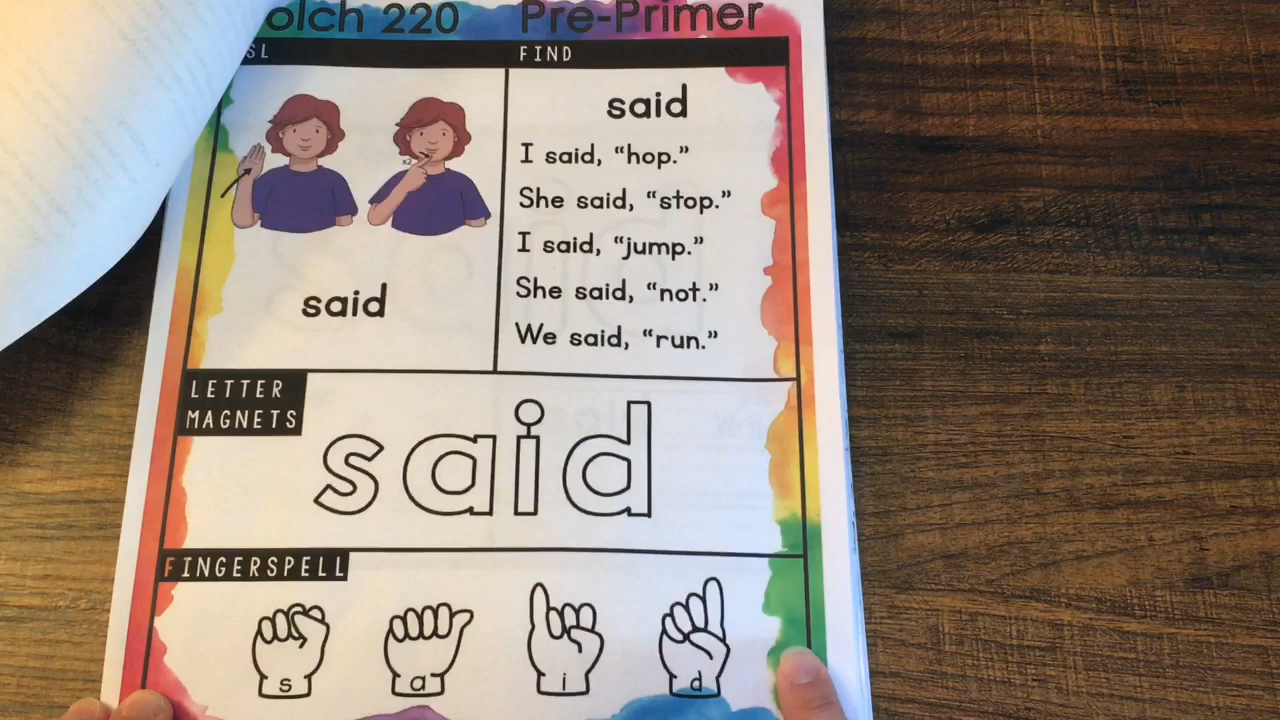 olch 220 Pre-Primer
SL
FIND
x2
said
said
I said, “hop.”
She said, “stop.”
I said, “jump.”
She said, “not.”
We said, “run.”
LETTER
MAGNETS
said
FINGERSPELL
s a i d